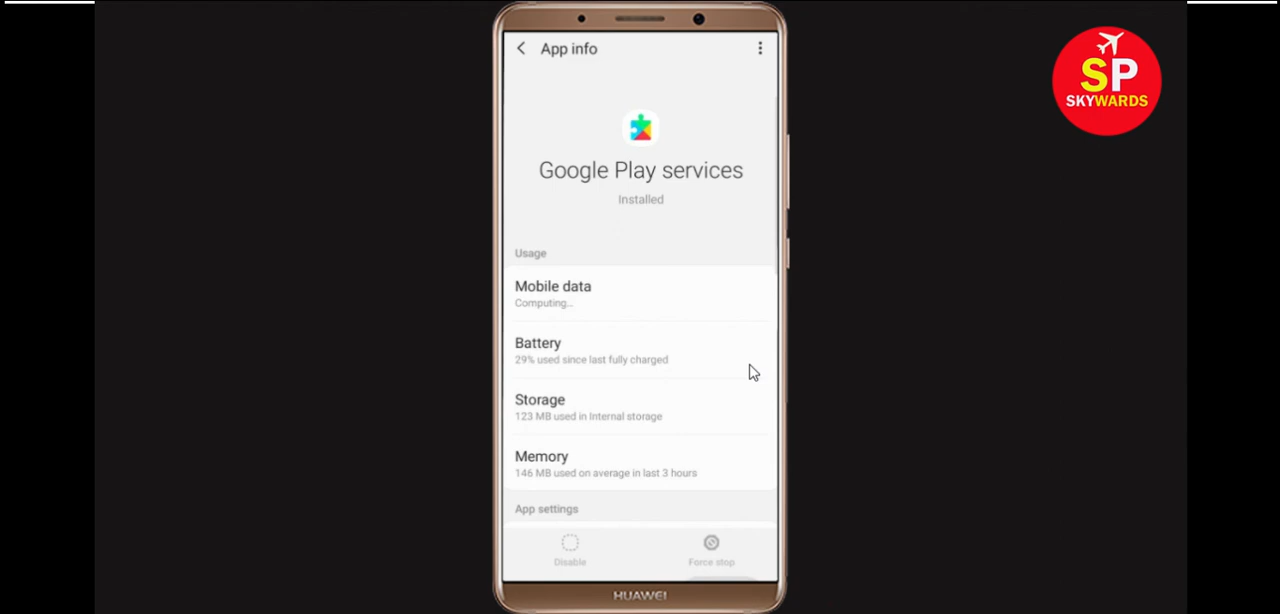 App info
SP
SKYWARDS
Google Play services
Installed
Usage
Mobile data
Computing...
Battery
29% used since last fully charged
Storage
123 MB used in Internal storage
Memory
146 MB used on average in last 3 hours
App settings
Disable
Force stop
HUAWEI